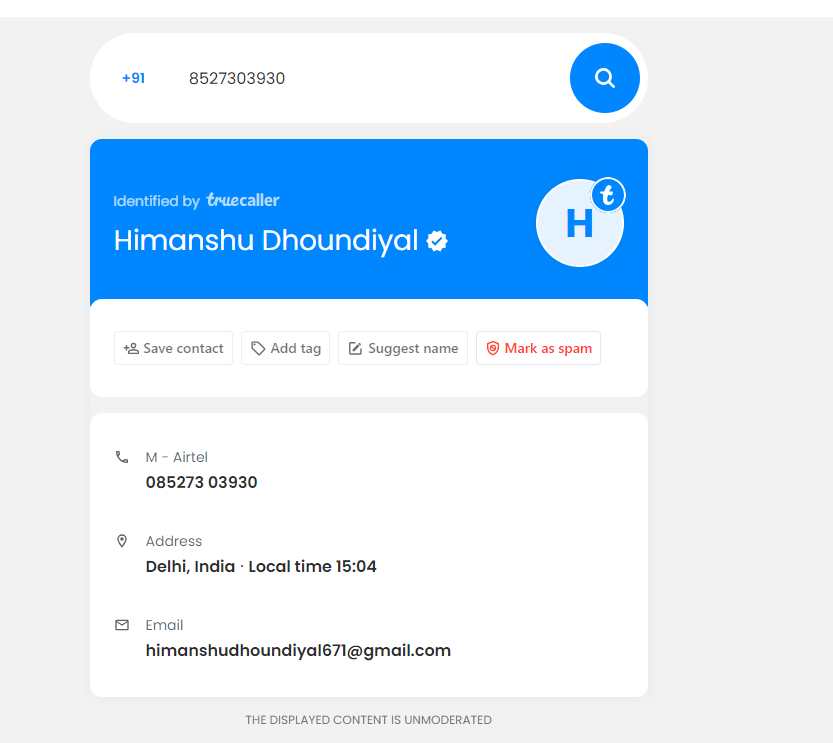 +91 8527303930
Identified by truecaller
Himanshu Dhoundiyal
H
t
Save contact Add tag Suggest name Mark as spam
M - Airtel
085273 03930
Address
Delhi, India · Local time 15:04
Email
himanshudhoundiyal671@gmail.com
THE DISPLAYED CONTENT IS UNMODERATED